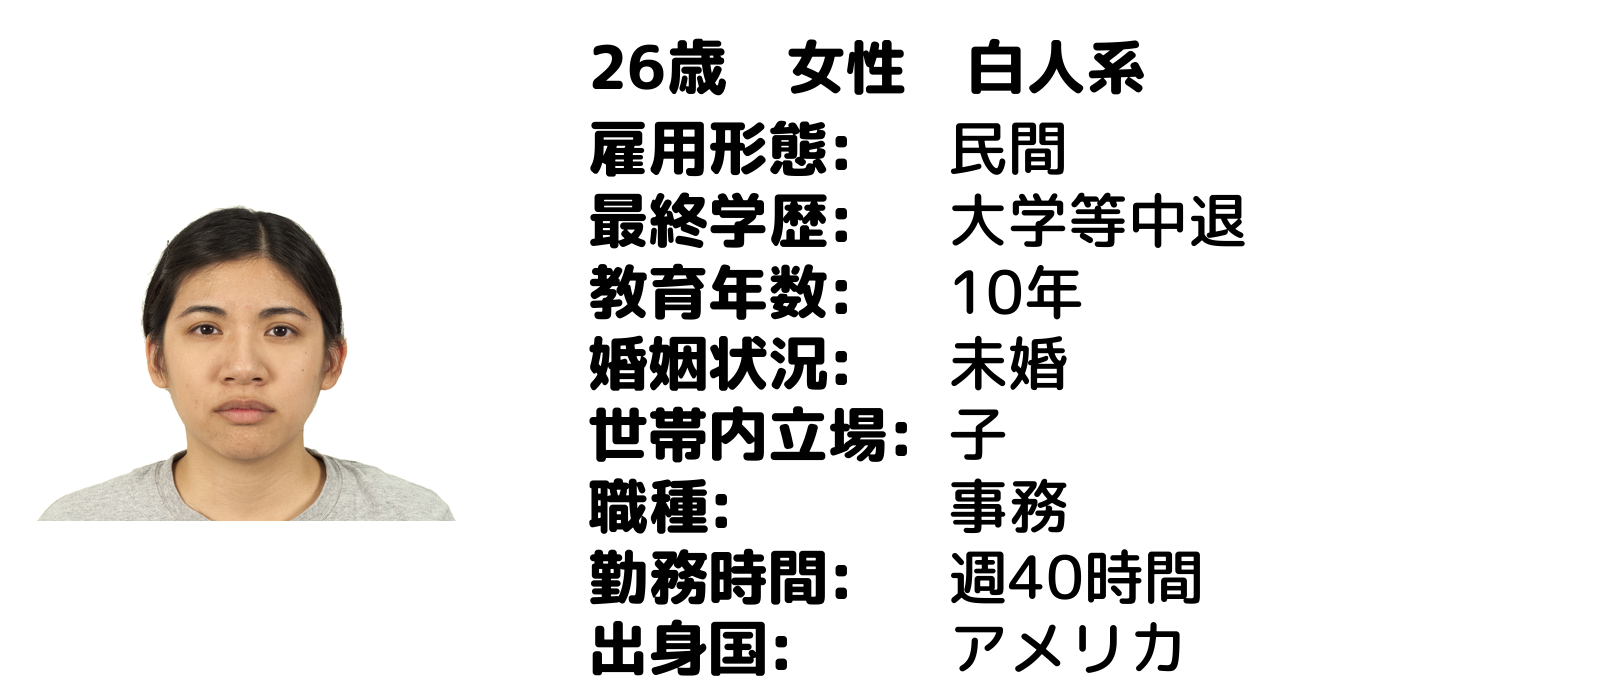 26歳　女性　白人系
雇用形態:　民間
最終学歴:　大学等中退
教育年数:　10年
婚姻状況:　未婚
世帯内立場:　子
職種:　事務
勤務時間:　週40時間
出身国:　アメリカ